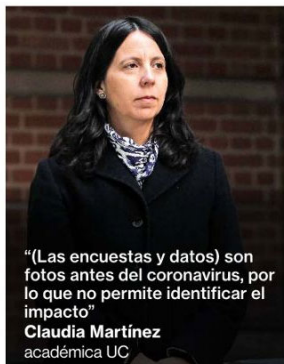 “(Las encuestas y datos) son
fotos antes del coronavirus, por
lo que no permite identificar el
impacto”
Claudia Martínez
académica UC